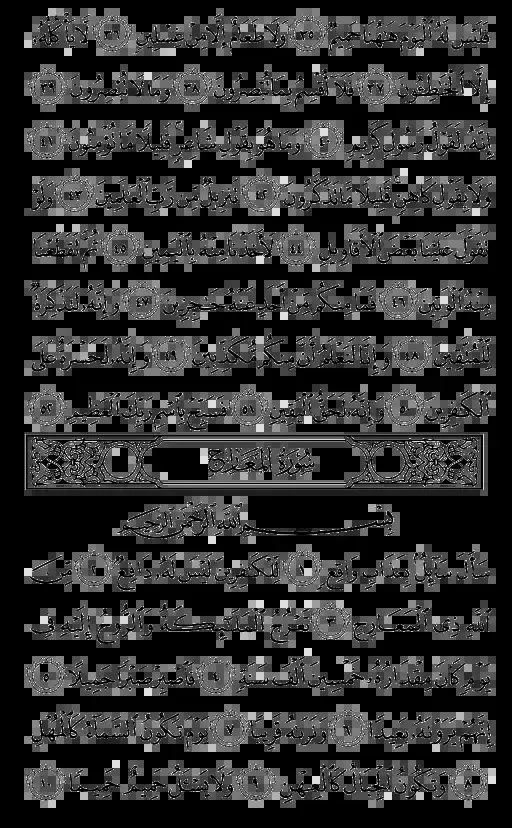 فَلَيْسَ لَهُ الْيَوْمَ هَاهُنَا حَمِيمٌ ٣٥ وَلَا طَعَامٌ إِلَّا مِنْ غِسْلِينٍ ٣٦ لَا يَأْكُلُهُ
إِلَّا الْخَاطِئُونَ ٣٧ فَلَا أُقْسِمُ بِمَا تُبْصِرُونَ ٣٨ وَمَا لَا تُبْصِرُونَ ٣٩
إِنَّهُ لَقَوْلُ رَسُولٍ كَرِيمٍ ٤٠ وَمَا هُوَ بِقَوْلِ شَاعِرٍ قَلِيلًا مَا تُؤْمِنُونَ ٤١
وَلَا بِقَوْلِ كَاهِنٍ قَلِيلًا مَا تَذَكَّرُونَ ٤٢ تَنْزِيلٌ مِنْ رَبِّ الْعَالَمِينَ ٤٣ وَلَوْ
تَقَوَّلَ عَلَيْنَا بَعْضَ الْأَقَاوِيلِ ٤٤ لَأَخَذْنَا مِنْهُ بِالْيَمِينِ ٤٥ ثُمَّ لَقَطَعْنَا
مِنْهُ الْوَتِينَ ٤٦ فَمَا مِنْكُمْ مِنْ أَحَدٍ عَنْهُ حَاجِزِينَ ٤٧ وَإِنَّهُ لَتَذْكِرَةٌ
لِلْمُتَّقِينَ ٤٨ وَإِنَّا لَنَعْلَمُ أَنَّ مِنْكُمْ مُكَذِّبِينَ ٤٩ وَإِنَّهُ لَحَسْرَةٌ عَلَى
الْكَافِرِينَ ٥٠ وَإِنَّهُ لَحَقُّ الْيَقِينِ ٥١ فَسَبِّحْ بِاسْمِ رَبِّكَ الْعَظِيمِ ٥٢
سُورَةُ الْمَعَارِجِ
بِسْمِ اللَّهِ الرَّحْمَٰنِ الرَّحِيمِ
سَأَلَ سَائِلٌ بِعَذَابٍ وَاقِعٍ ١ لِلْكَافِرِينَ لَيْسَ لَهُ دَافِعٌ ٢ مِنَ
اللَّهِ ذِي الْمَعَارِجِ ٣ تَعْرُجُ الْمَلَائِكَةُ وَالرُّوحُ إِلَيْهِ فِي
يَوْمٍ كَانَ مِقْدَارُهُ خَمْسِينَ أَلْفَ سَنَةٍ ٤ فَاصْبِرْ صَبْرًا جَمِيلًا ٥
إِنَّهُمْ يَرَوْنَهُ بَعِيدًا ٦ وَنَرَاهُ قَرِيبًا ٧ يَوْمَ تَكُونُ السَّمَاءُ كَالْمُهْلِ
٨ وَتَكُونُ الْجِبَالُ كَالْعِهْنِ ٩ وَلَا يَسْأَلُ حَمِيمٌ حَمِيمًا ١٠